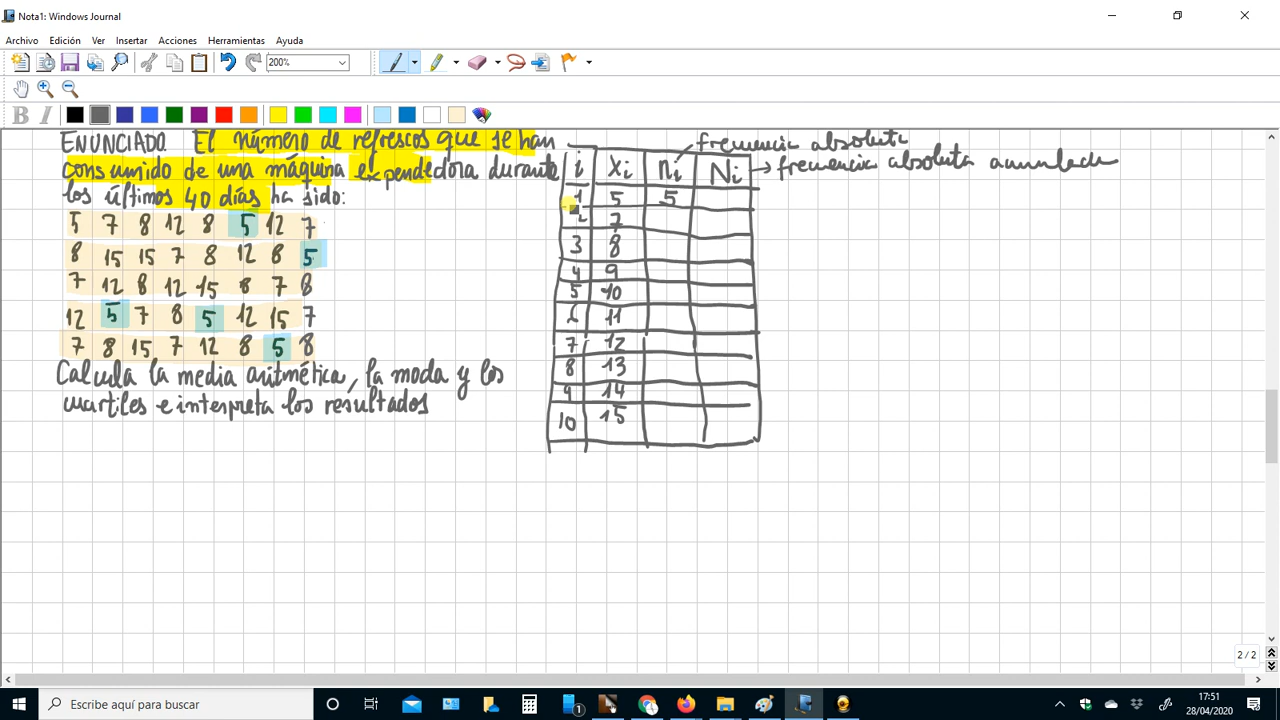 Nota1: Windows Journal
Archivo Edición Ver Insertar Acciones Herramientas Ayuda
200%
B I
ENUNCIADO. El número de refrescos que se han
consumido de una máquina expendedora durante
los últimos 40 días ha sido:
5 7 8 12 8 5 12 7
8 15 15 7 8 12 8 5
7 12 8 12 15 8 7 8
12 5 7 8 5 12 15 7
7 8 15 7 12 8 5 8
Calcula la media aritmética, la moda y los
cuartiles e interpreta los resultados
frecuencia absoluta
i Xi ni Ni → frecuencia absoluta acumulada
1 5 5
2 7
3 8
4 9
5 10
6 11
7 12
8 13
9 14
10 15
2 / 2
Escribe aquí para buscar
1
17:51
28/04/2020